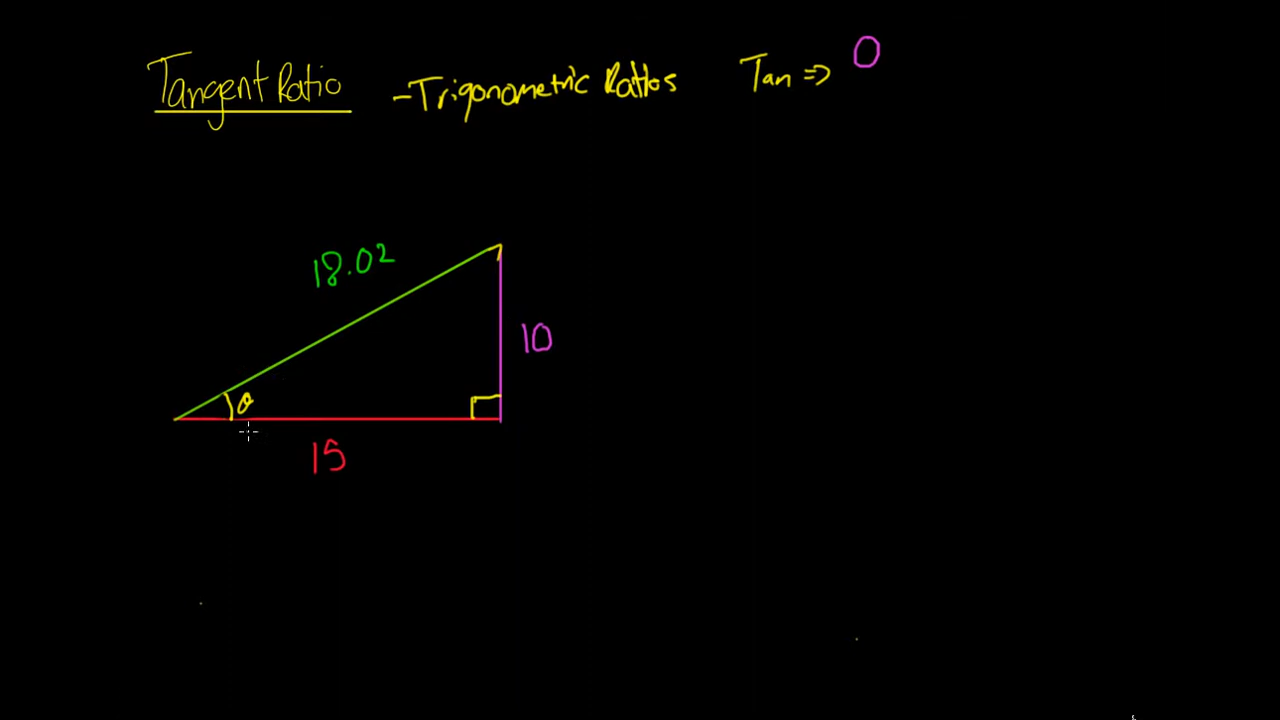 Tangent Ratio - Trigonometric Ratios Tan => O
18.02
10
θ
15